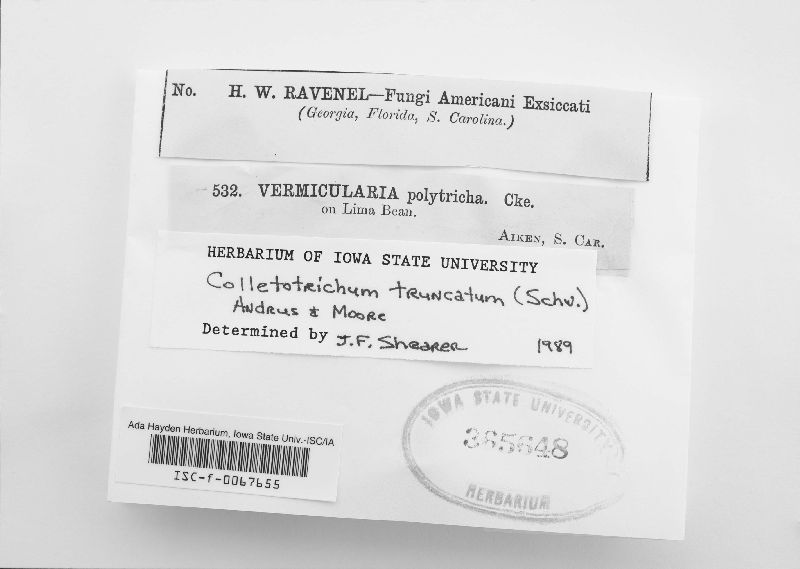 No. H. W. RAVENEL—Fungi Americani Exsiccati
(Georgia, Florida, S. Carolina.)
532. VERMICULARIA polytricha. Cke.
on Lima Bean.
AIKEN, S. CAR.
HERBARIUM OF IOWA STATE UNIVERSITY
Colletotrichum truncatum (Schw.)
Andrus & Moore
Determined by J.F. Shearer 1989
Ada Hayden Herbarium, Iowa State Univ.-ISC/IA
ISC-f-0067655
IOWA STATE UNIVERSITY
365648
HERBARIUM